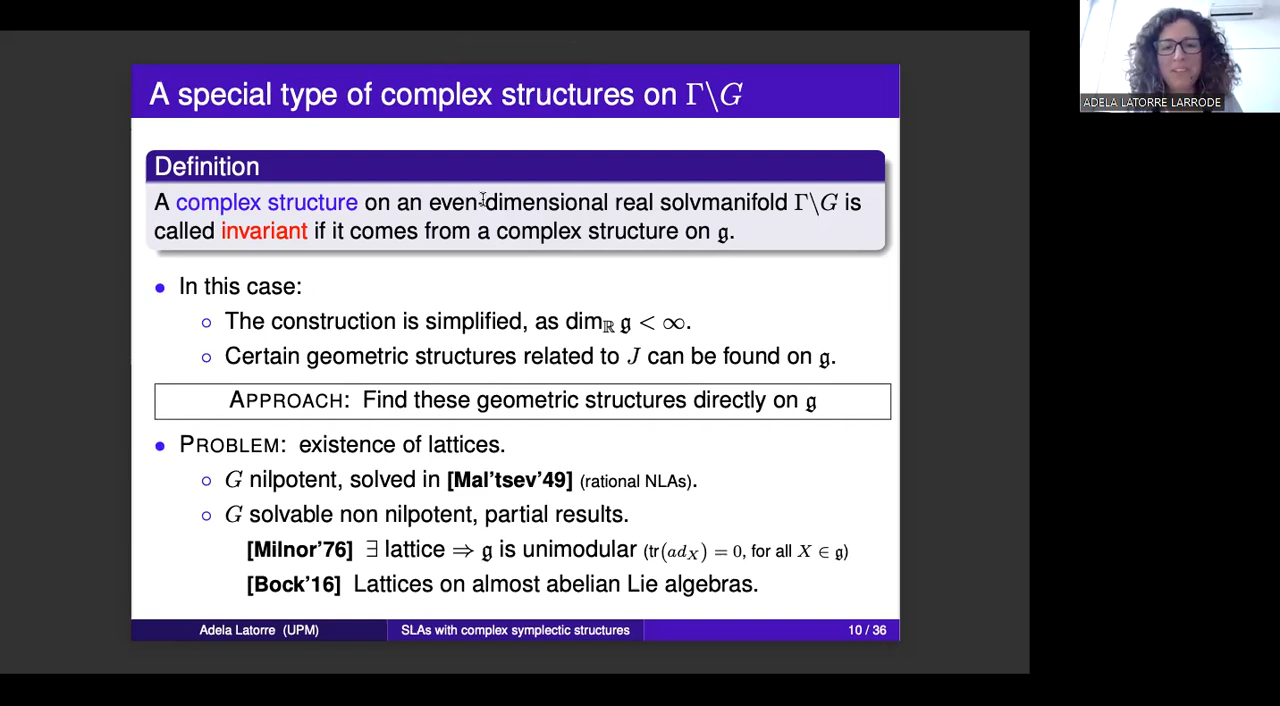 A special type of complex structures on Γ\G
ADELA LATORRE LARRODE
Definition
A complex structure on an even-dimensional real solvmanifold Γ\G is
called invariant if it comes from a complex structure on 𝔤.
• In this case:
○ The construction is simplified, as dim_ℝ 𝔤 < ∞.
○ Certain geometric structures related to J can be found on 𝔤.
APPROACH: Find these geometric structures directly on 𝔤
• PROBLEM: existence of lattices.
○ G nilpotent, solved in [Mal'tsev'49] (rational NLAs).
○ G solvable non nilpotent, partial results.
[Milnor'76] ∃ lattice ⇒ 𝔤 is unimodular (tr(ad_X) = 0, for all X ∈ 𝔤)
[Bock'16] Lattices on almost abelian Lie algebras.
Adela Latorre (UPM) SLAs with complex symplectic structures 10 / 36